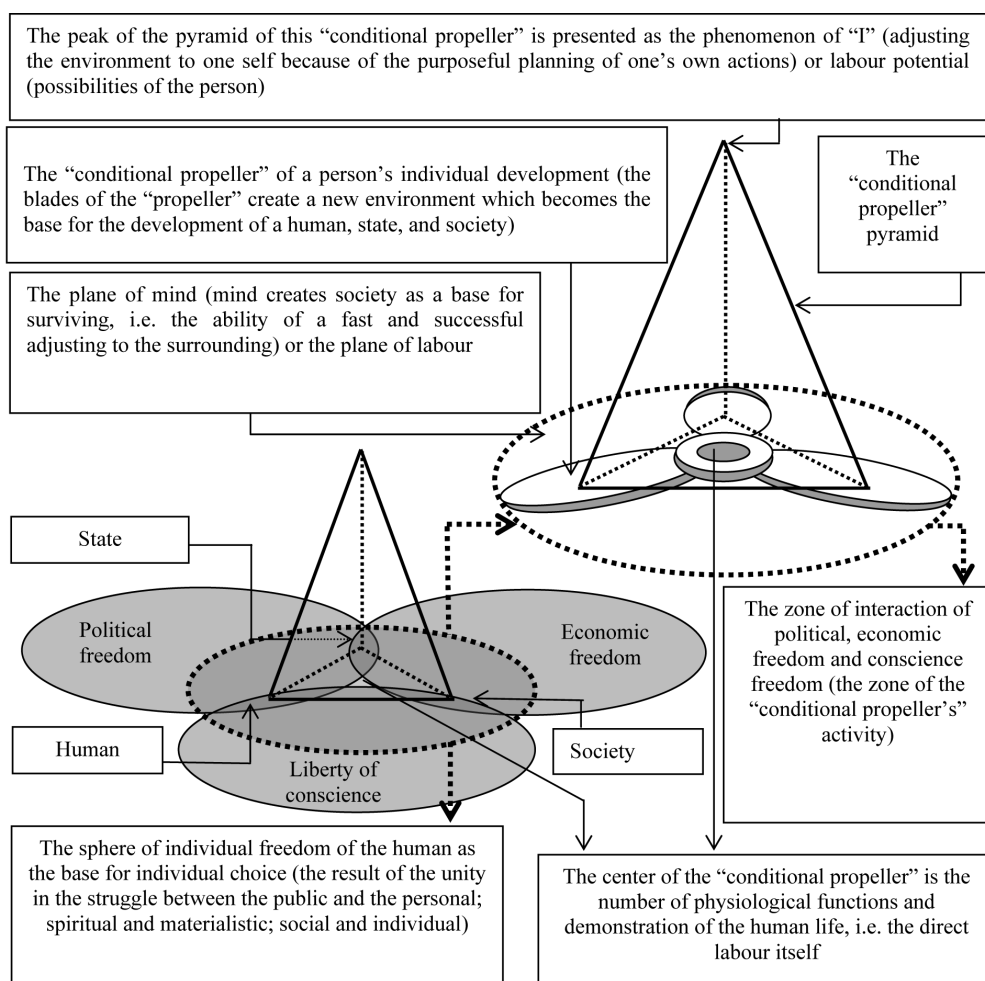 The peak of the pyramid of this “conditional propeller” is presented as the phenomenon of “I” (adjusting
the environment to one self because of the purposeful planning of one’s own actions) or labour potential
(possibilities of the person)
The “conditional propeller” of a person’s individual development (the
blades of the “propeller” create a new environment which becomes the
base for the development of a human, state, and society)
The
“conditional
propeller”
pyramid
The plane of mind (mind creates society as a base for
surviving, i.e. the ability of a fast and successful
adjusting to the surrounding) or the plane of labour
State
Political
freedom
Economic
freedom
The zone of interaction of
political, economic
freedom and conscience
freedom (the zone of the
“conditional propeller’s”
activity)
Human
Society
Liberty of
conscience
The sphere of individual freedom of the human as
the base for individual choice (the result of the unity
in the struggle between the public and the personal;
spiritual and materialistic; social and individual)
The center of the “conditional propeller” is the
number of physiological functions and
demonstration of the human life, i.e. the direct
labour itself